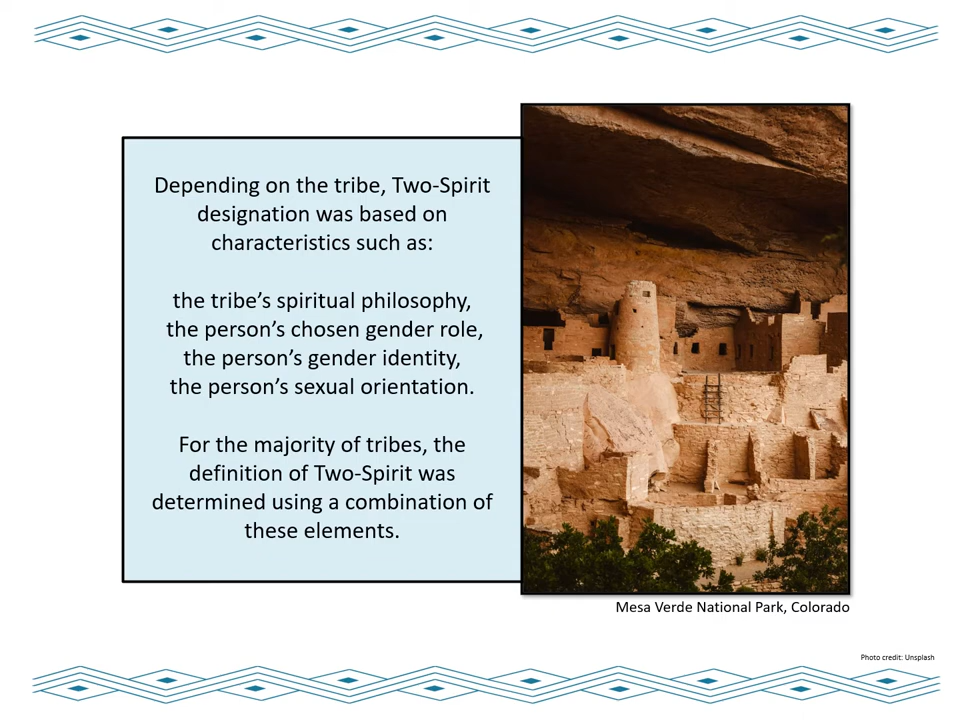 Depending on the tribe, Two-Spirit
designation was based on
characteristics such as:
the tribe’s spiritual philosophy,
the person’s chosen gender role,
the person’s gender identity,
the person’s sexual orientation.
For the majority of tribes, the
definition of Two-Spirit was
determined using a combination of
these elements.
Mesa Verde National Park, Colorado
Photo credit: Unsplash